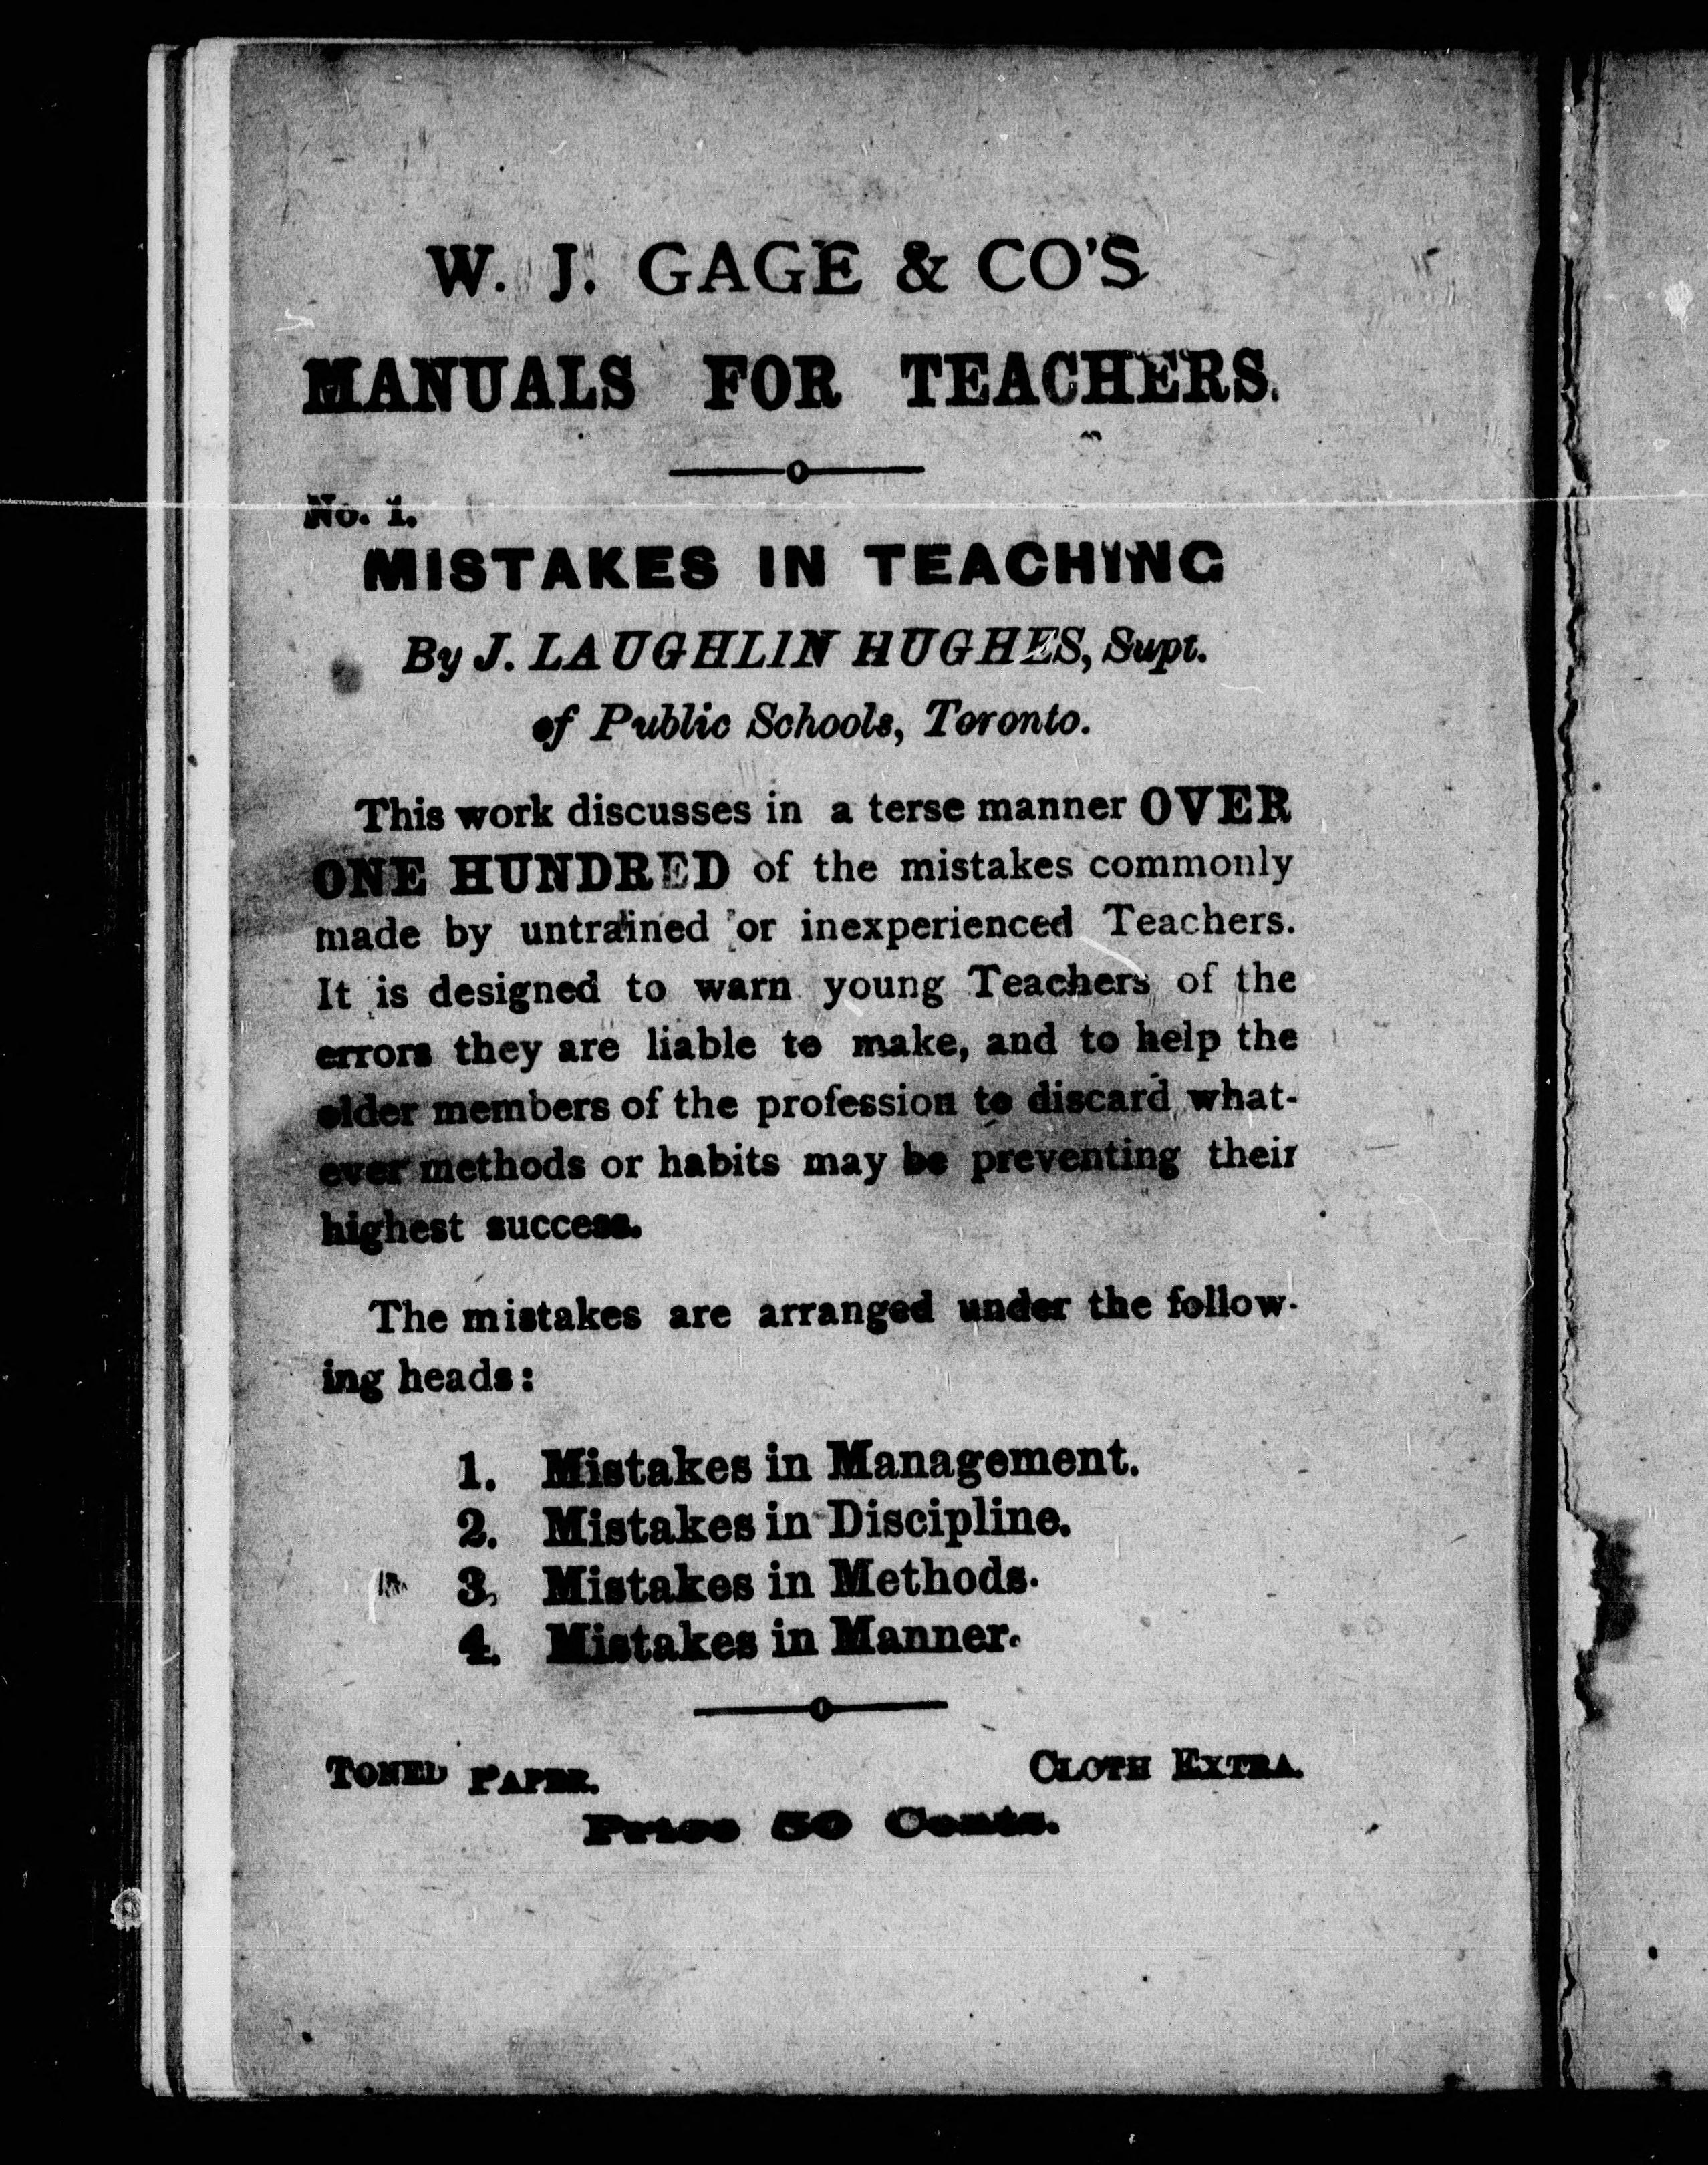 W. J. GAGE & CO'S
MANUALS FOR TEACHERS.
No. 1.
MISTAKES IN TEACHING
By J. LAUGHLIN HUGHES, Supt.
of Public Schools, Toronto.
This work discusses in a terse manner OVER
ONE HUNDRED of the mistakes commonly
made by untrained or inexperienced Teachers.
It is designed to warn young Teachers of the
errors they are liable to make, and to help the
older members of the profession to discard what-
ever methods or habits may be preventing their
highest success.
The mistakes are arranged under the follow-
ing heads:
1. Mistakes in Management.
2. Mistakes in Discipline.
3. Mistakes in Methods.
4. Mistakes in Manner.
TONED PAPER. CLOTH EXTRA.
Price 50 Cents.